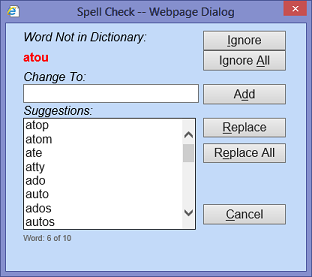 Spell Check -- Webpage Dialog
Word Not in Dictionary:
atou
Change To:
Suggestions:
atop
atom
ate
atty
ado
auto
ados
autos
Word: 6 of 10
Ignore
Ignore All
Add
Replace
Replace All
Cancel